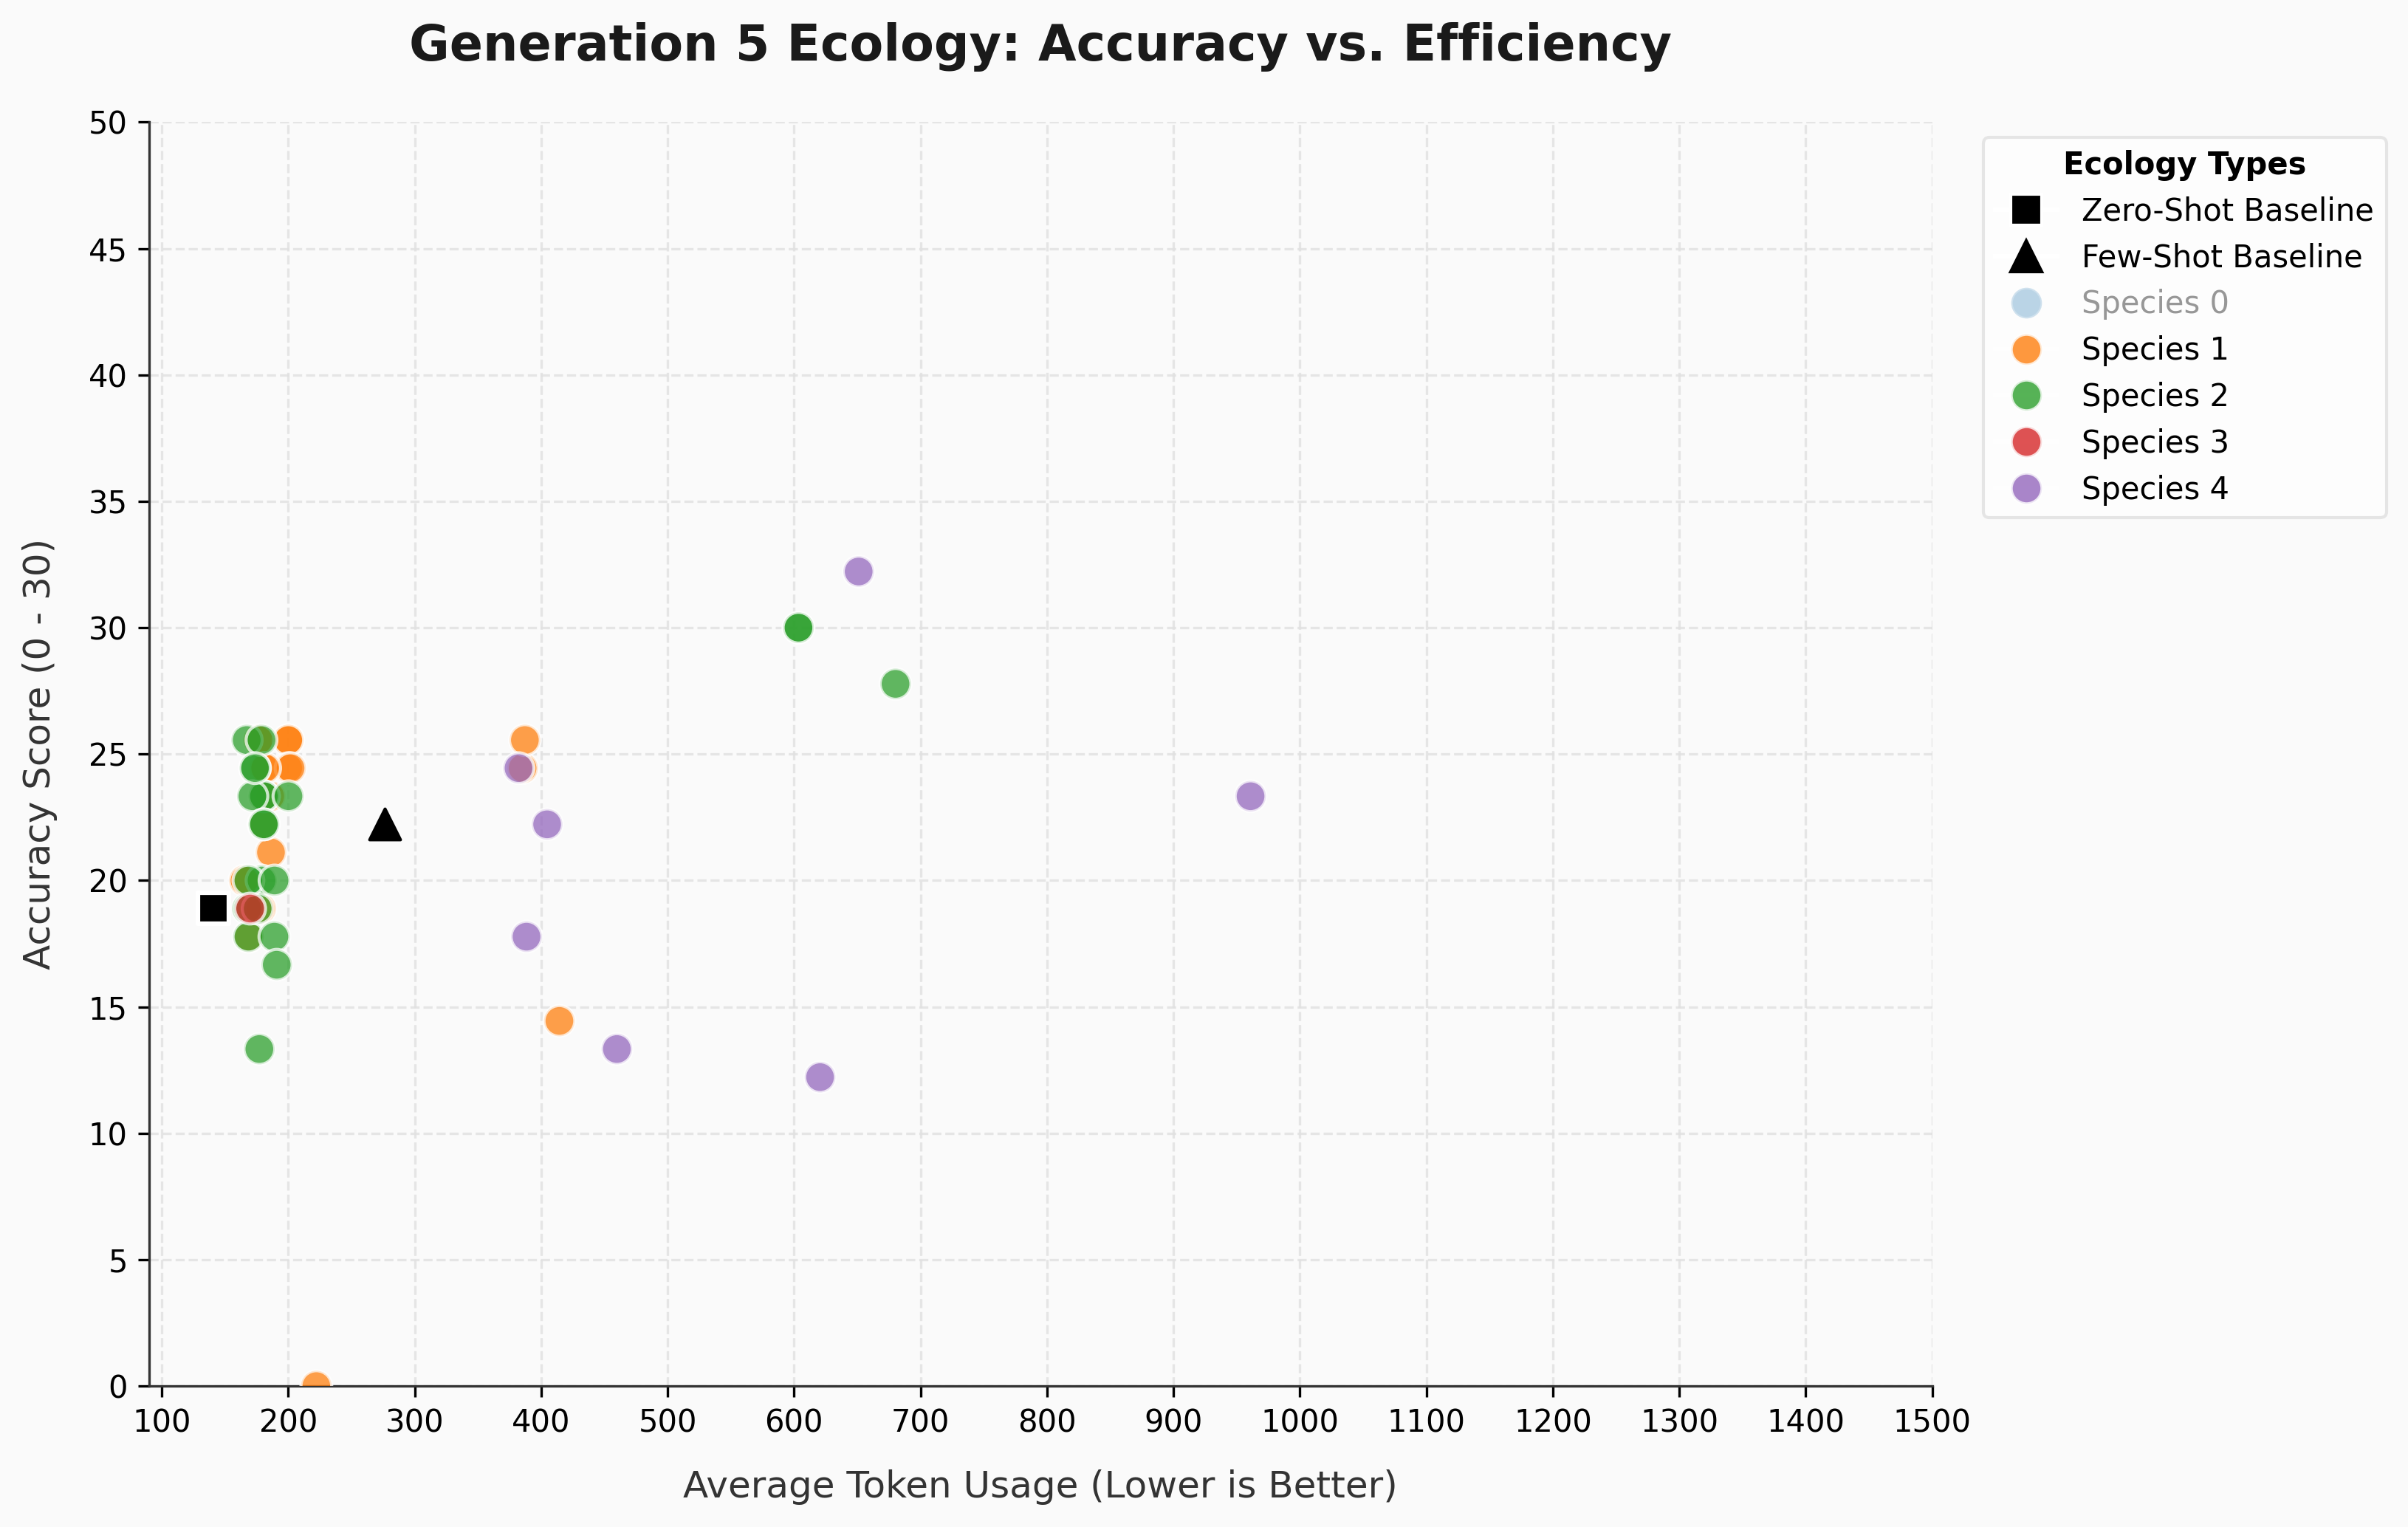 Generation 5 Ecology: Accuracy vs. Efficiency
50
45
40
35
30
25
20
15
10
5
0
Accuracy Score (0 - 30)
100 200 300 400 500 600 700 800 900 1000 1100 1200 1300 1400 1500
Average Token Usage (Lower is Better)
Ecology Types
Zero-Shot Baseline
Few-Shot Baseline
Species 0
Species 1
Species 2
Species 3
Species 4